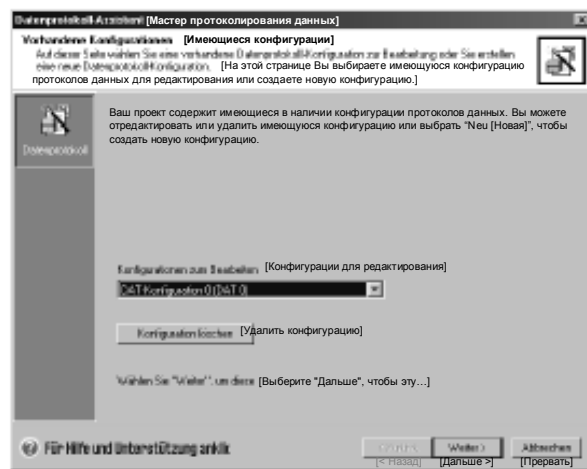 Datenprotokoll-Assistent [Мастер протоколирования данных]
Vorhandene Konfigurationen [Имеющиеся конфигурации]
Auf dieser Seite wählen Sie eine vorhandene Datenprotokoll-Konfiguration zur Bearbeitung oder Sie erstellen
eine neue Datenprotokoll-Konfiguration. [На этой странице Вы выбираете имеющуюся конфигурацию
протоколов данных для редактирования или создаете новую конфигурацию.]
Datenprotokoll
Ваш проект содержит имеющиеся в наличии конфигурации протоколов данных. Вы можете
отредактировать или удалить имеющуюся конфигурацию или выбрать “Neu [Новая]”, чтобы
создать новую конфигурацию.
Konfigurationen zum Bearbeiten [Конфигурации для редактирования]
DAT-Konfiguration 0 (DAT 0)
Konfiguration löschen [Удалить конфигурацию]
Wählen Sie "Weiter", um diese [Выберите "Дальше", чтобы эту…]
Für Hilfe und Unterstützung anklik
Weiter > Abbrechen
[< Назад] [Дальше >] [Прервать]